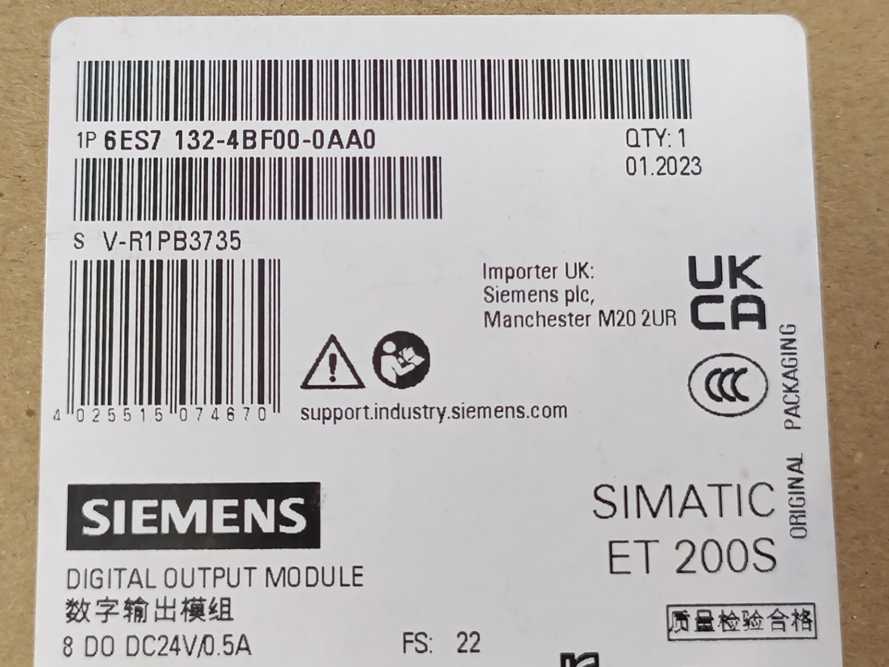 1P 6ES7 132-4BF00-0AA0
QTY: 1
01.2023
S V-R1PB3735
Importer UK:
Siemens plc,
Manchester M20 2UR
UK
CA
CCC
4 025515 074670
support.industry.siemens.com
ORIGINAL PACKAGING
SIEMENS
SIMATIC
ET 200S
DIGITAL OUTPUT MODULE
数字输出模组
质量检验合格
8 DO DC24V/0.5A
FS: 22